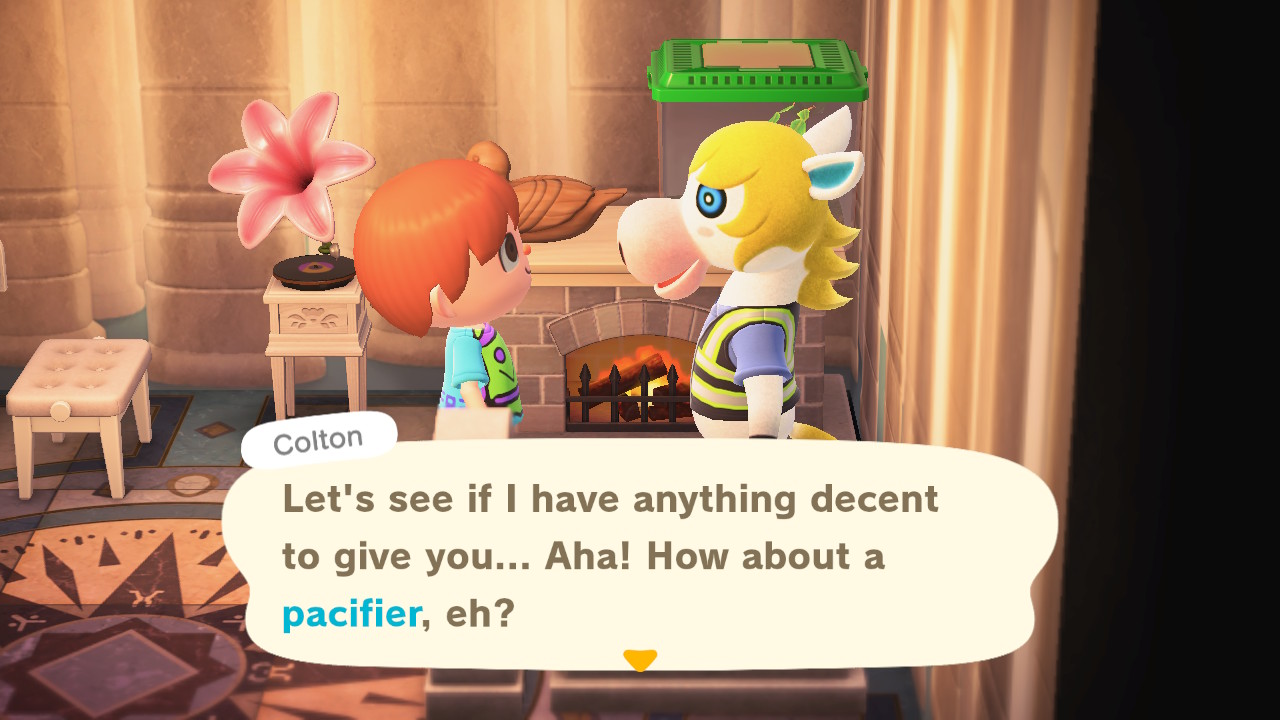 Colton
Let's see if I have anything decent
to give you... Aha! How about a
pacifier, eh?